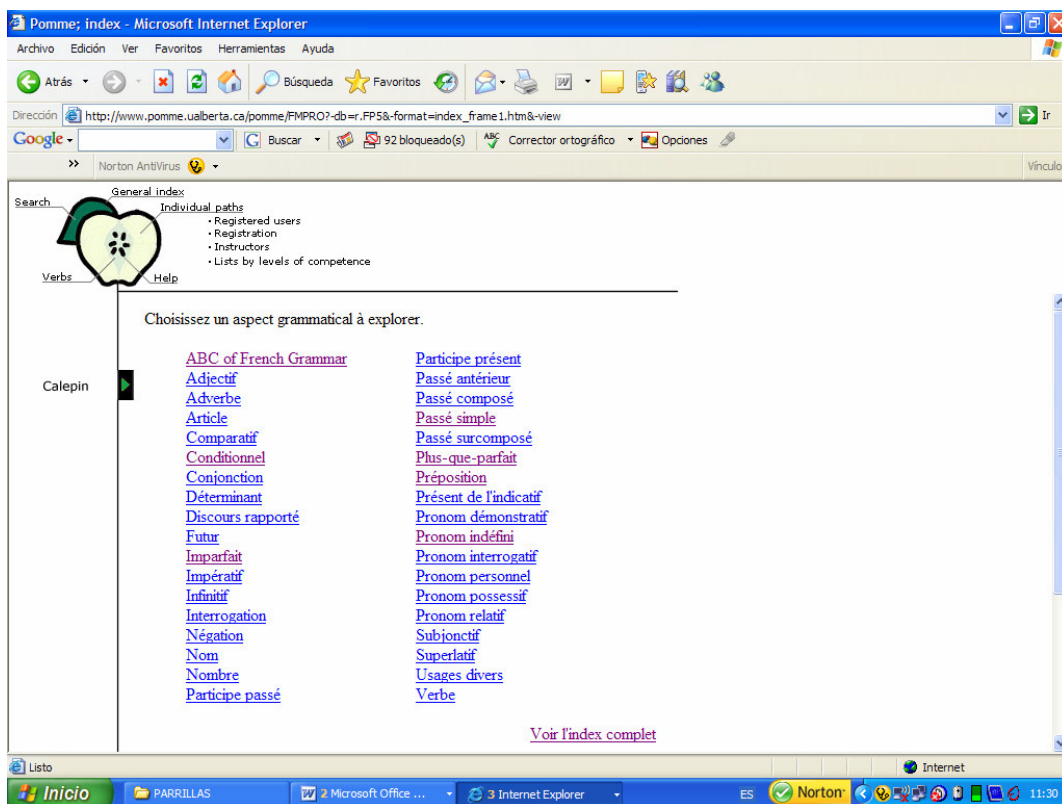 Pomme; index - Microsoft Internet Explorer
Archivo Edición Ver Favoritos Herramientas Ayuda
Atrás Búsqueda Favoritos
Dirección http://www.pomme.ualberta.ca/pomme/FMPRO?-db=r.FP5&-format=index_frame1.htm&-view Ir
Google Buscar 92 bloqueado(s) ABC Corrector ortográfico Opciones
» Norton AntiVirus Vínculo
Search
General index
Individual paths
· Registered users
· Registration
· Instructors
· Lists by levels of competence
Verbs
Help
Choisissez un aspect grammatical à explorer.
Calepin
ABC of French Grammar
Adjectif
Adverbe
Article
Comparatif
Conditionnel
Conjonction
Déterminant
Discours rapporté
Futur
Imparfait
Impératif
Infinitif
Interrogation
Négation
Nom
Nombre
Participe passé
Participe présent
Passé antérieur
Passé composé
Passé simple
Passé surcomposé
Plus-que-parfait
Préposition
Présent de l'indicatif
Pronom démonstratif
Pronom indéfini
Pronom interrogatif
Pronom personnel
Pronom possessif
Pronom relatif
Subjonctif
Superlatif
Usages divers
Verbe
Voir l'index complet
Listo Internet
Inicio PARRILLAS 2 Microsoft Office ... 3 Internet Explorer ES Norton 11:30